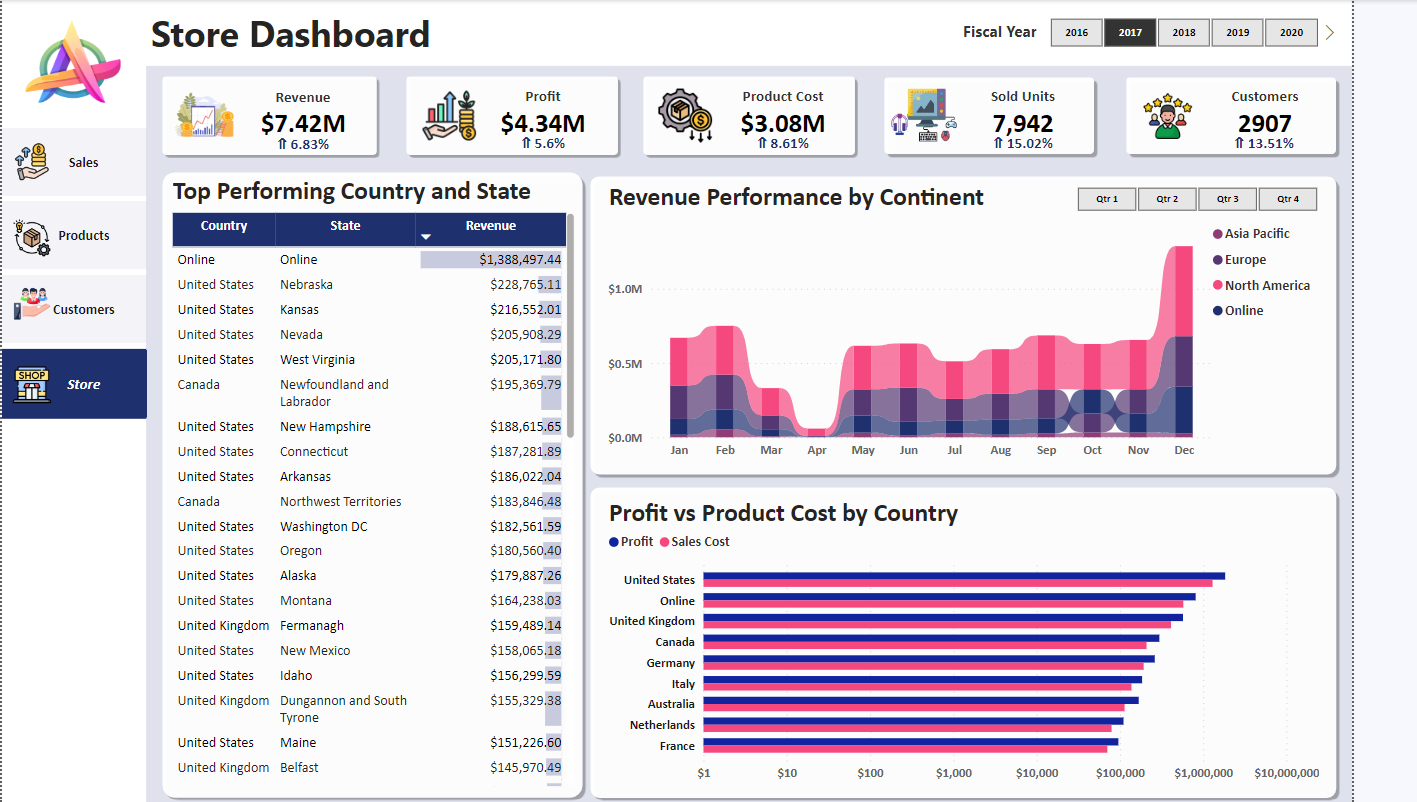 Store Dashboard
Fiscal Year
2016 2017 2018 2019 2020
Sales
Products
Customers
SHOP
Store
Revenue
$7.42M
⇈ 6.83%
Profit
$4.34M
⇈ 5.6%
Product Cost
$3.08M
⇈ 8.61%
Sold Units
7,942
⇈ 15.02%
Customers
2907
⇈ 13.51%
Top Performing Country and State
Country State Revenue
Online Online $1,388,497.44
United States Nebraska $228,765.11
United States Kansas $216,552.01
United States Nevada $205,908.29
United States West Virginia $205,171.80
Canada Newfoundland and $195,369.79
Labrador
United States New Hampshire $188,615.65
United States Connecticut $187,281.89
United States Arkansas $186,022.04
Canada Northwest Territories $183,846.48
United States Washington DC $182,561.59
United States Oregon $180,560.40
United States Alaska $179,887.26
United States Montana $164,238.03
United Kingdom Fermanagh $159,489.14
United States New Mexico $158,065.18
United States Idaho $156,299.59
United Kingdom Dungannon and South $155,329.38
Tyrone
United States Maine $151,226.60
United Kingdom Belfast $145,970.49
Revenue Performance by Continent
Qtr 1 Qtr 2 Qtr 3 Qtr 4
Asia Pacific
Europe
North America
Online
$1.0M
$0.5M
$0.0M
Jan Feb Mar Apr May Jun Jul Aug Sep Oct Nov Dec
Profit vs Product Cost by Country
Profit Sales Cost
United States
Online
United Kingdom
Canada
Germany
Italy
Australia
Netherlands
France
$1 $10 $100 $1,000 $10,000 $100,000 $1,000,000 $10,000,000